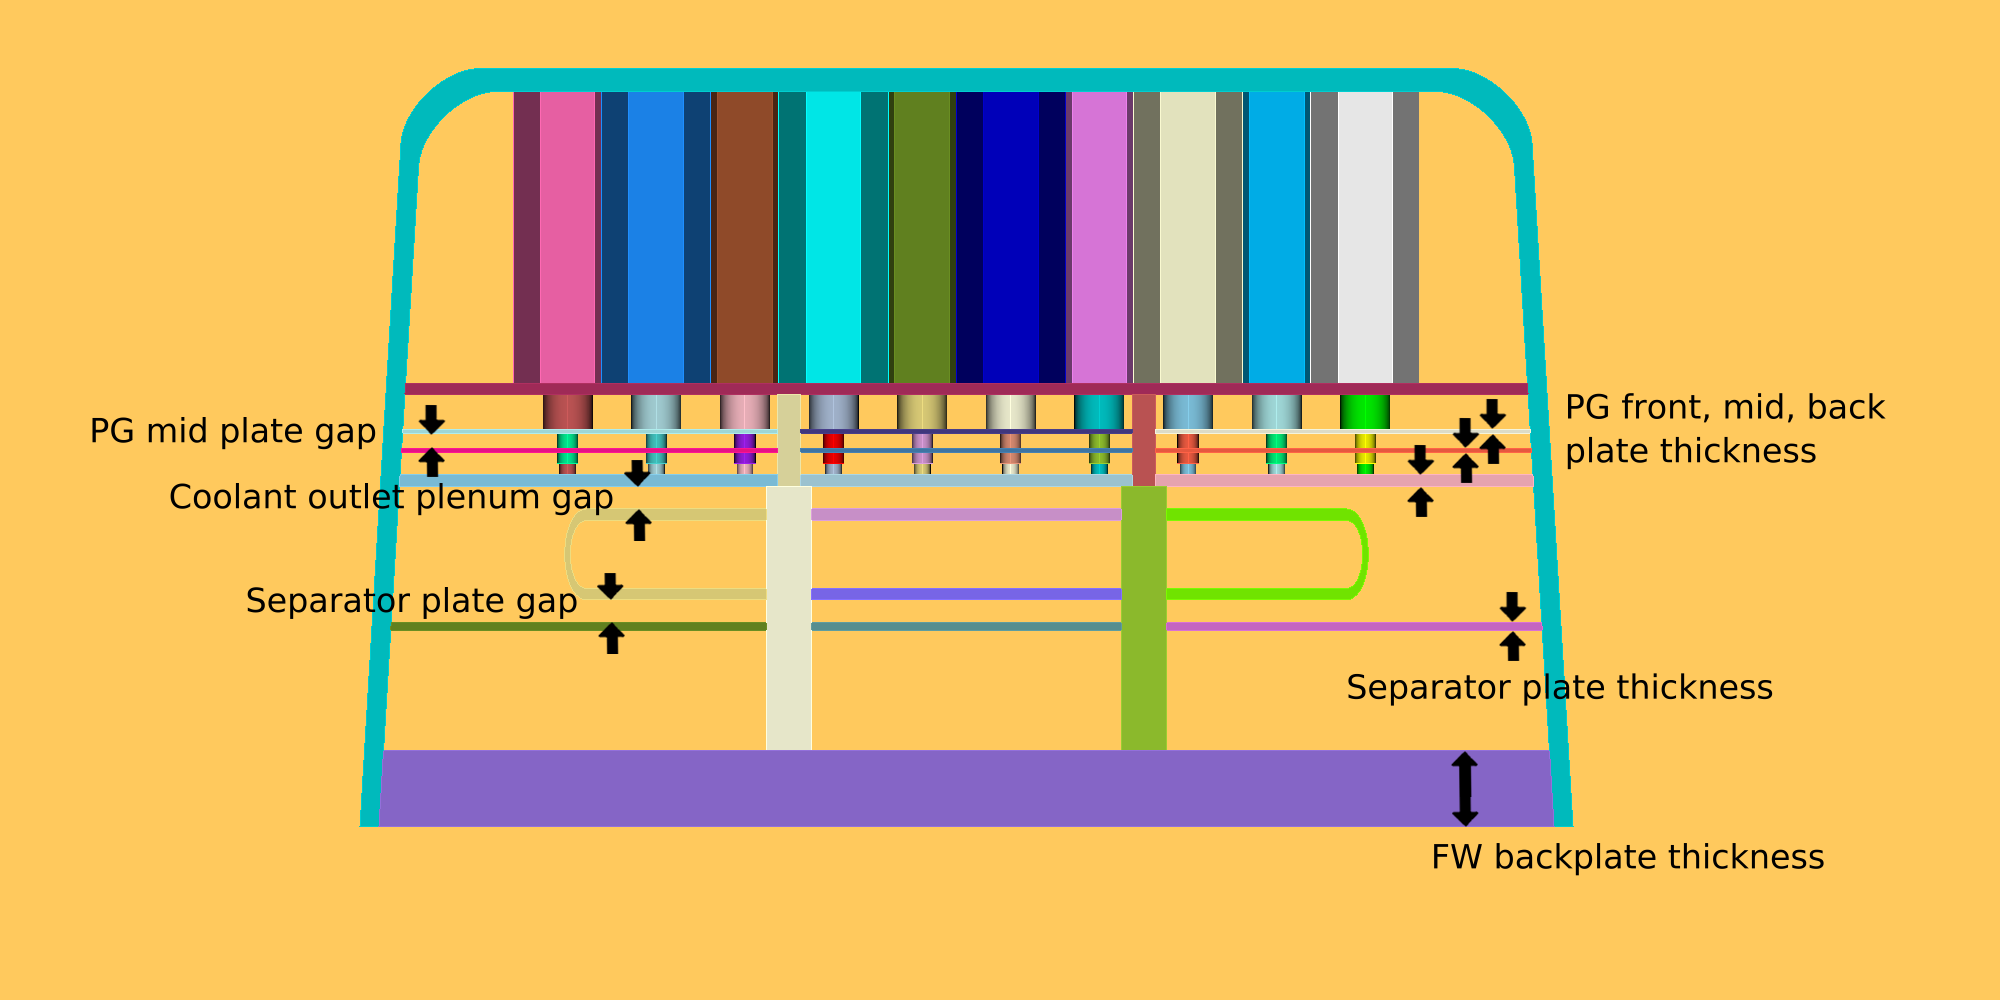 PG mid plate gap
PG front, mid, back
plate thickness
Coolant outlet plenum gap
Separator plate gap
Separator plate thickness
FW backplate thickness